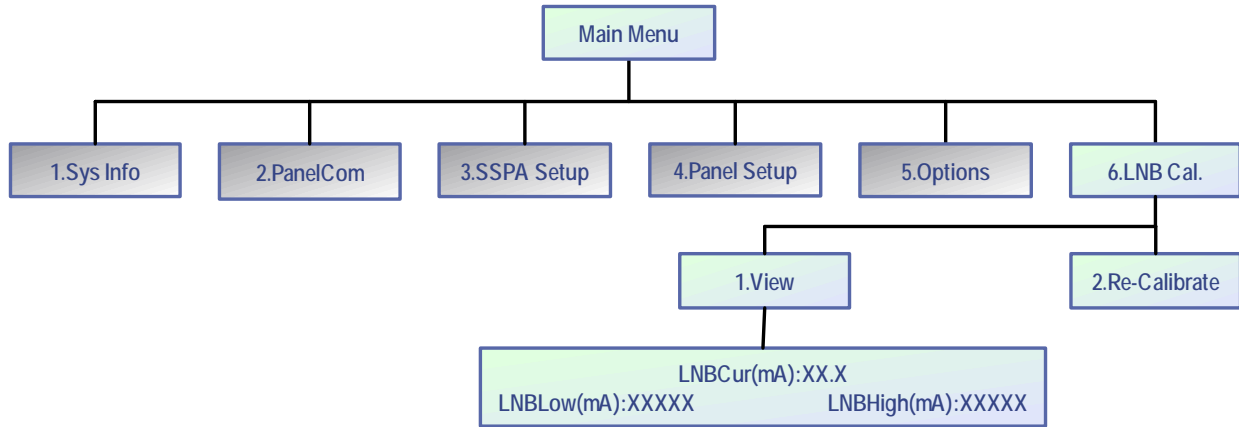 Main Menu
1.Sys Info
2.PanelCom
3.SSPA Setup
4.Panel Setup
5.Options
6.LNB Cal.
1.View
2.Re-Calibrate
LNBCur(mA):XX.X
LNBLow(mA):XXXXX LNBHigh(mA):XXXXX